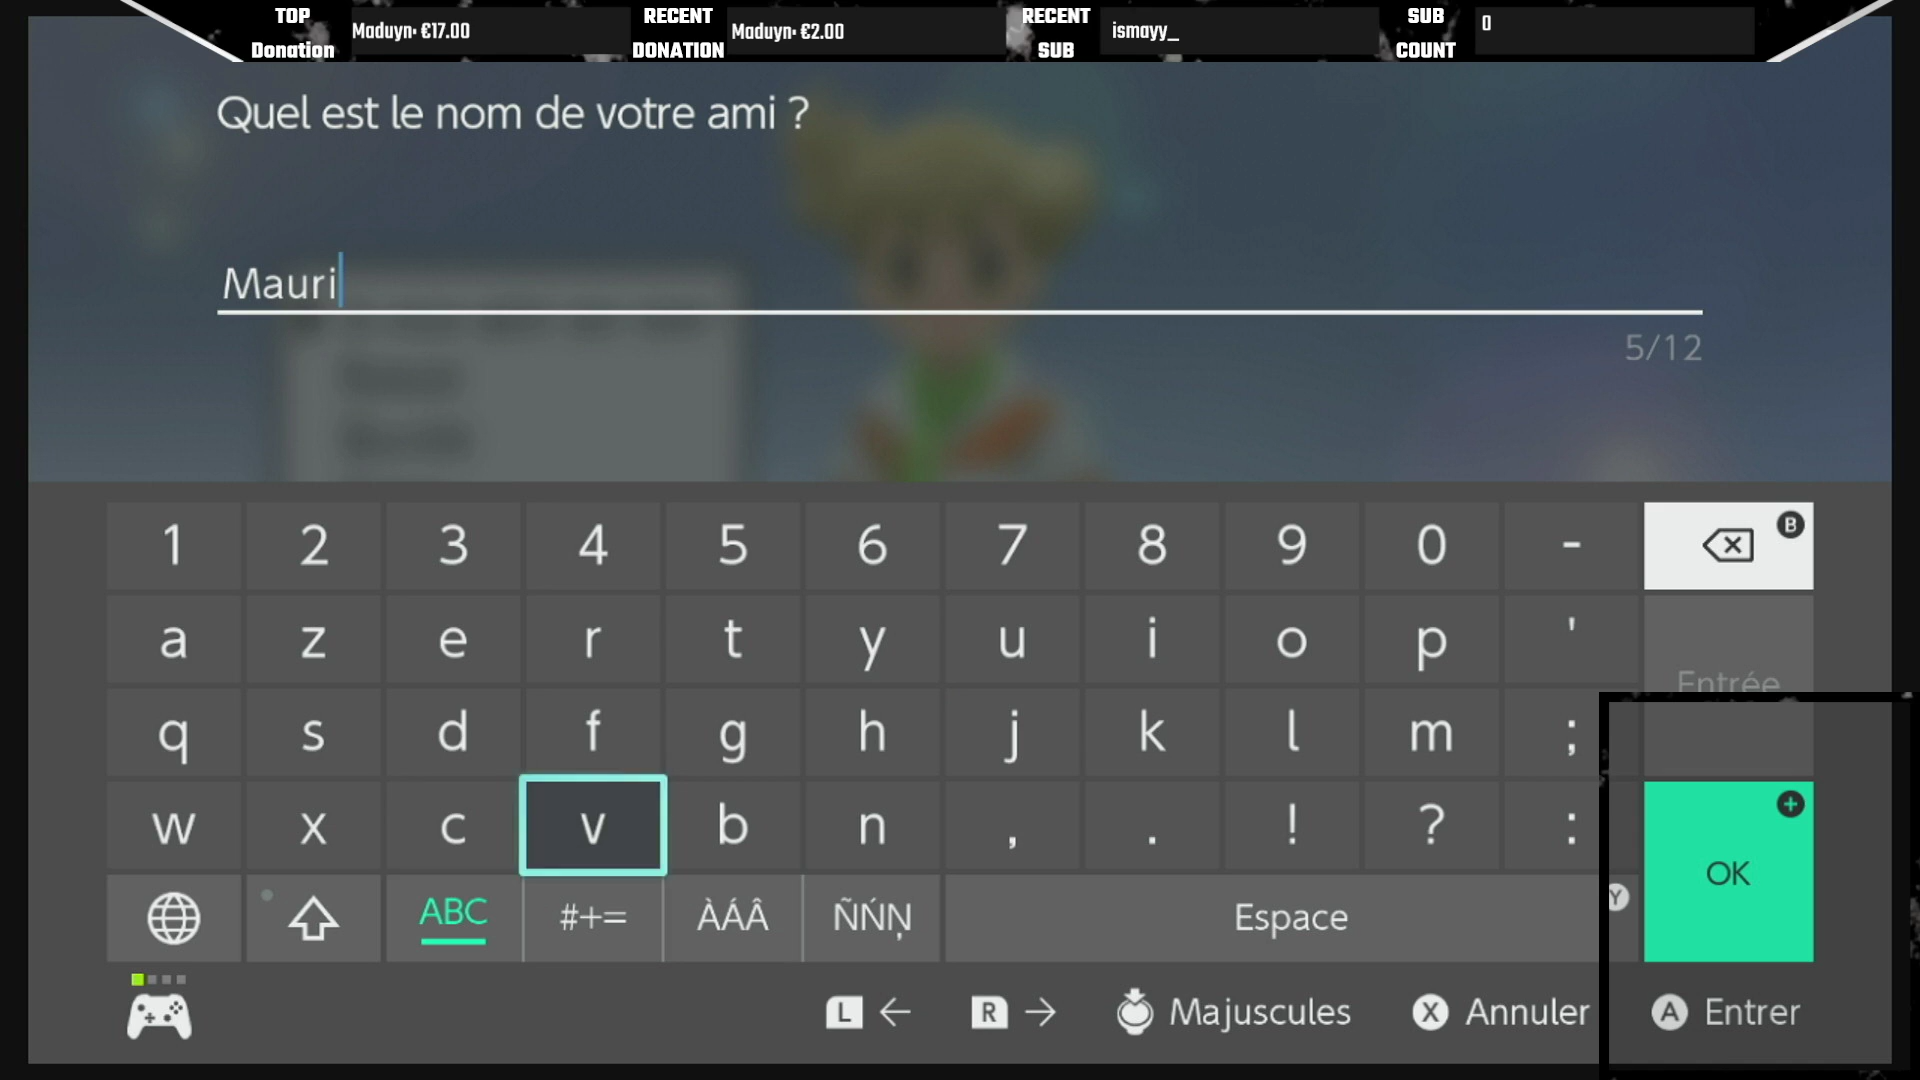 TOP Donation
Maduyn· €17.00
RECENT DONATION
Maduyn· €2.00
RECENT SUB
ismayy_
SUB COUNT
0
Quel est le nom de votre ami ?
Mauri
5/12
1 2 3 4 5 6 7 8 9 0 - B
a z e r t y u i o p '
Entrée
q s d f g h j k l m ;
w x c v b n , . ! ? : +
OK
ABC #+= ÀÁÂ ÑŃŅ Espace Y
L ← R → Majuscules X Annuler A Entrer